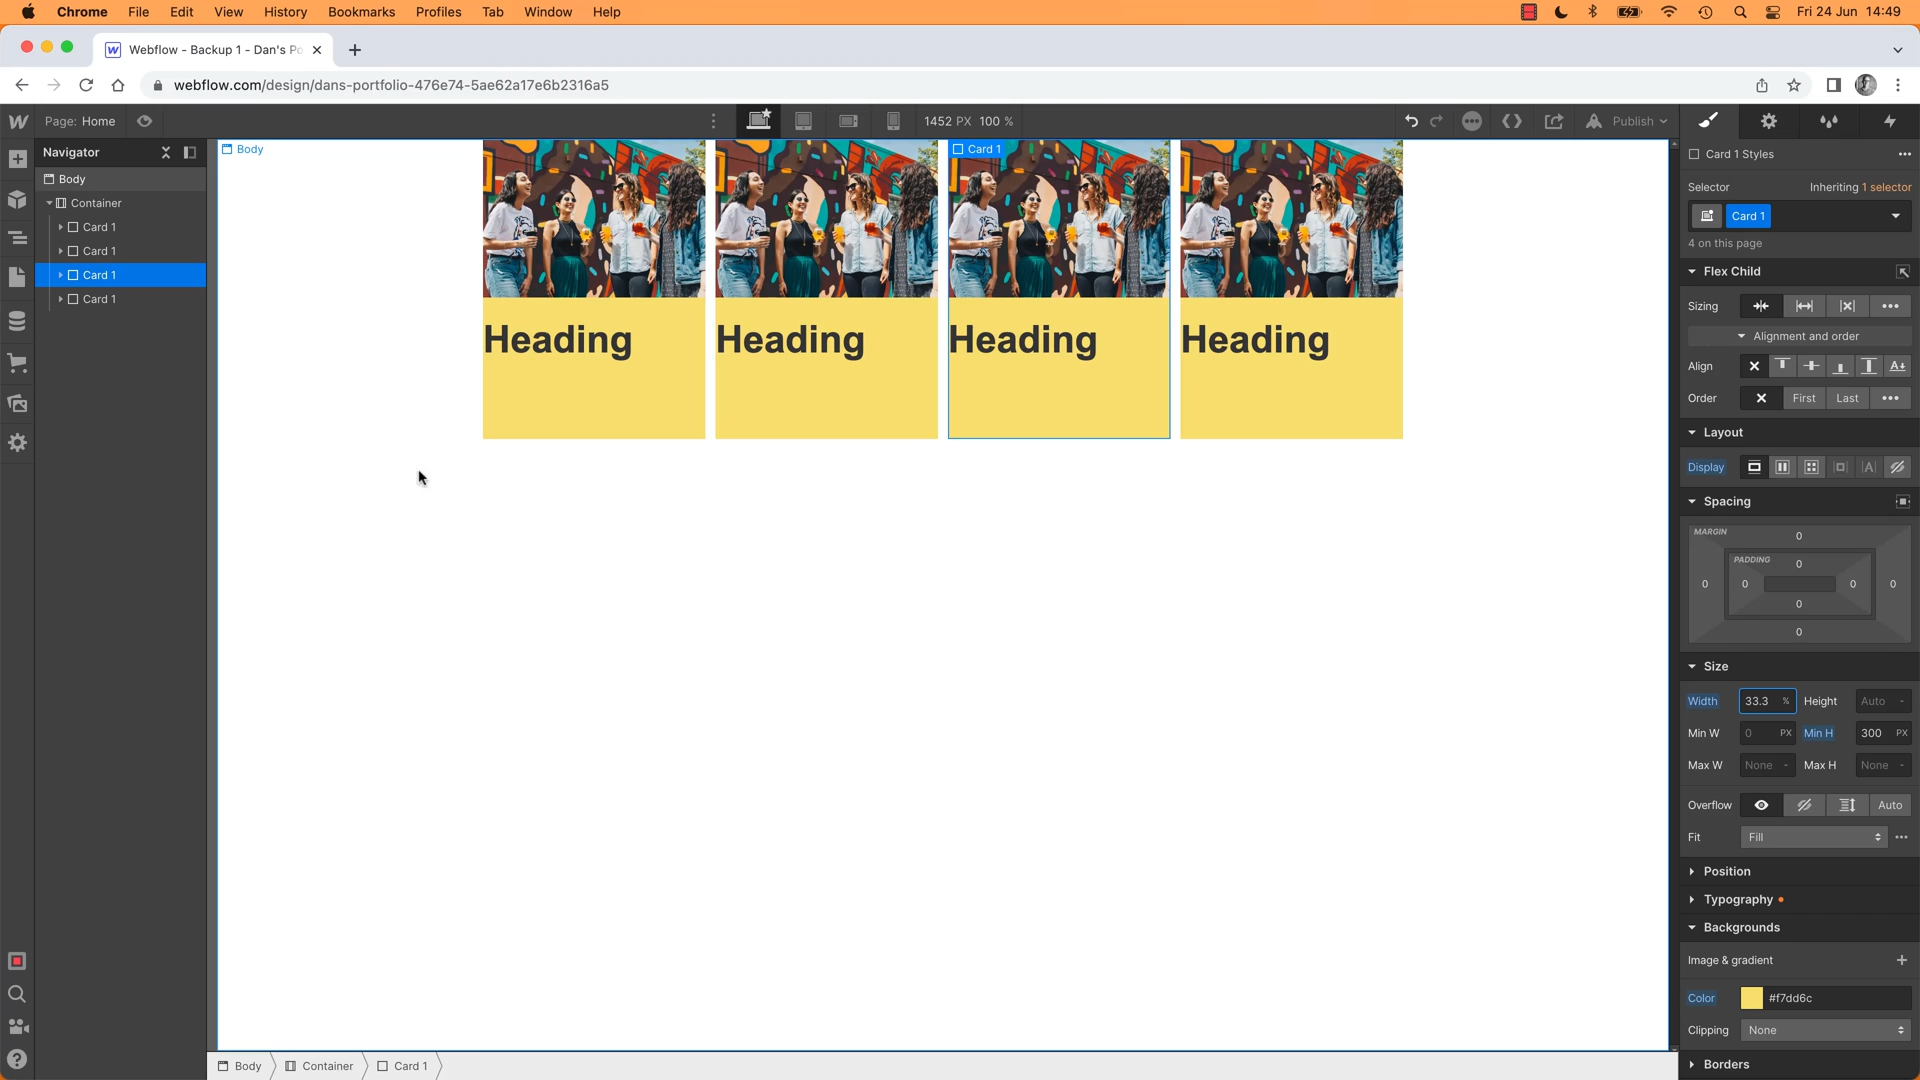 Chrome File Edit View History Bookmarks Profiles Tab Window Help Fri 24 Jun 14:49
Webflow - Backup 1 - Dan's Po
webflow.com/design/dans-portfolio-476e74-5ae62a17e6b2316a5
Page: Home 1452 PX 100 % Publish
Navigator
Body
Container
Card 1
Card 1
Card 1
Card 1
Body
Card 1
Heading
Heading
Heading
Heading
Card 1 Styles
Selector Inheriting 1 selector
Card 1
4 on this page
Flex Child
Sizing
Alignment and order
Align
Order First Last
Layout
Display
Spacing
MARGIN
0
PADDING
0
0 0 0 0
0
0
Size
Width 33.3 % Height Auto -
Min W 0 PX Min H 300 PX
Max W None - Max H None -
Overflow Auto
Fit Fill
Position
Typography
Backgrounds
Image & gradient
Color #f7dd6c
Clipping None
Borders
Body Container Card 1